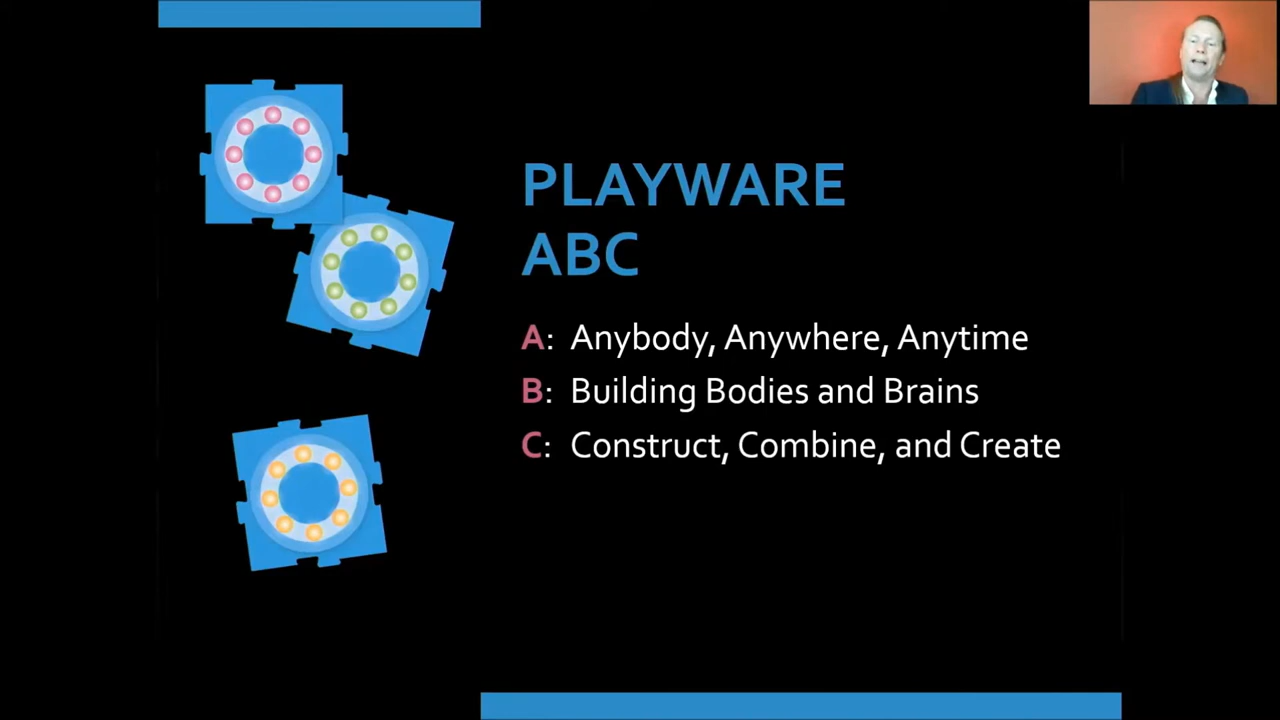 PLAYWARE
ABC
A: Anybody, Anywhere, Anytime
B: Building Bodies and Brains
C: Construct, Combine, and Create